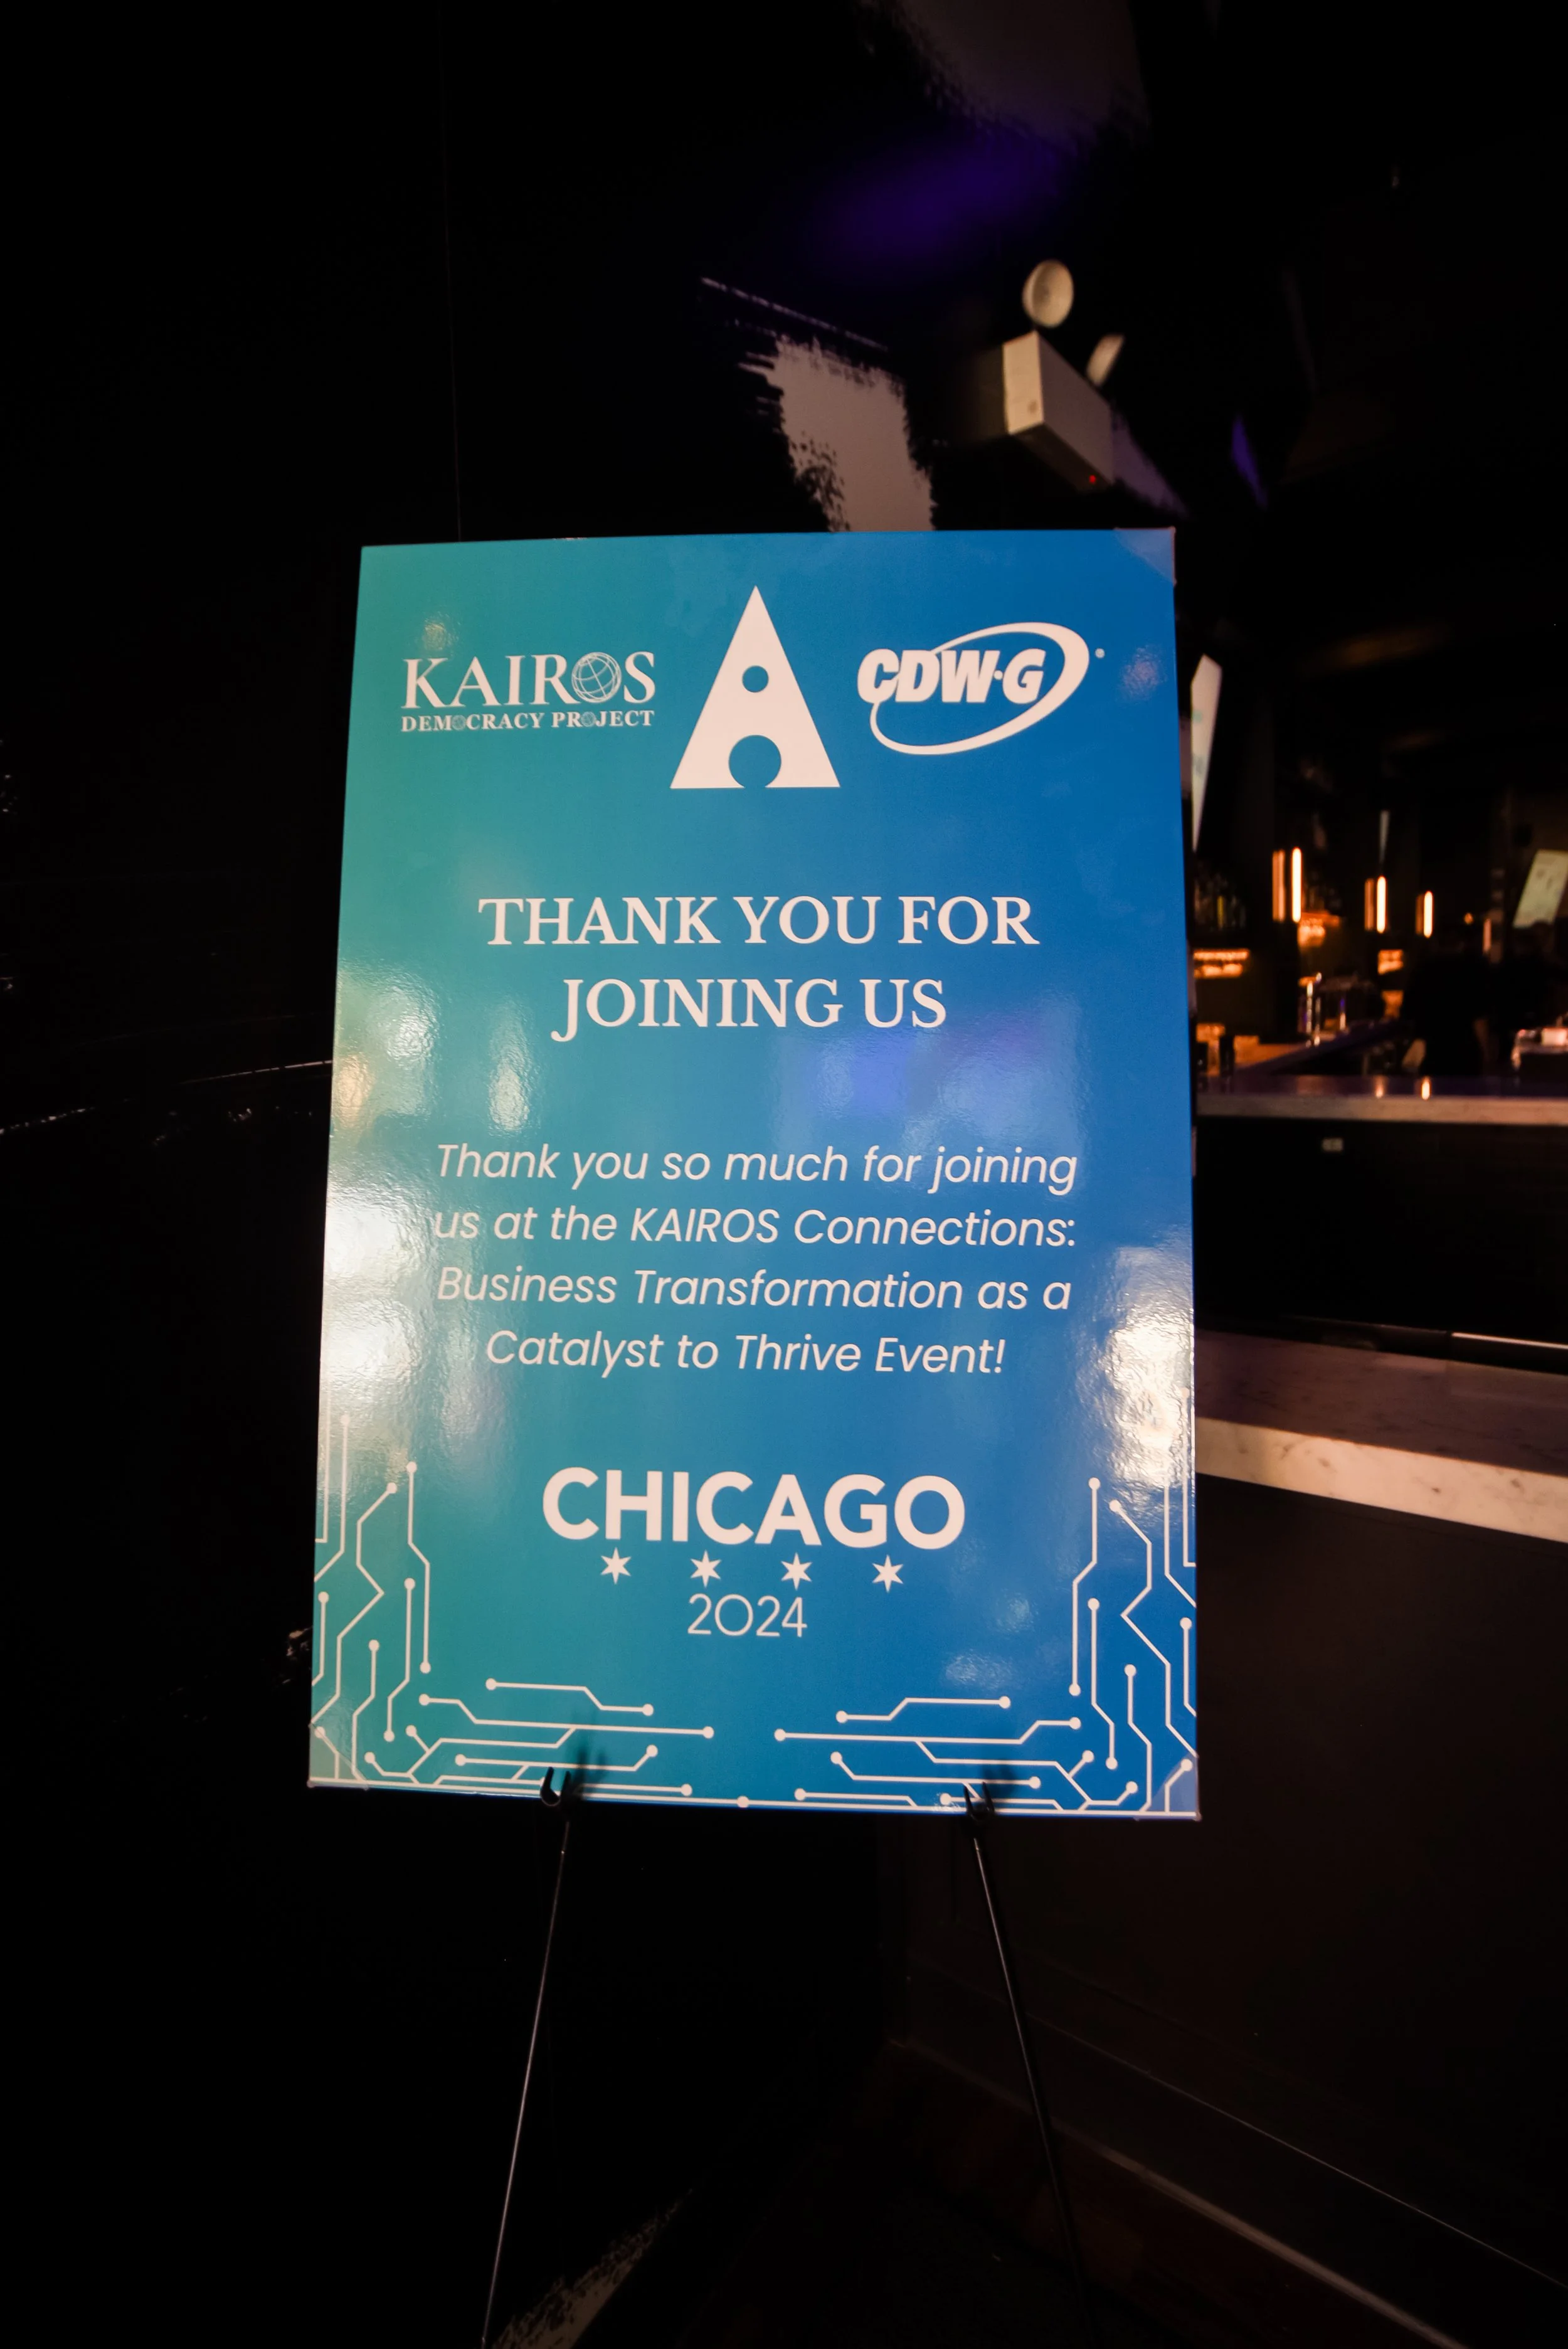 KAIROS
DEMOCRACY PROJECT
CDW·G
THANK YOU FOR
JOINING US
Thank you so much for joining
us at the KAIROS Connections:
Business Transformation as a
Catalyst to Thrive Event!
CHICAGO
2024